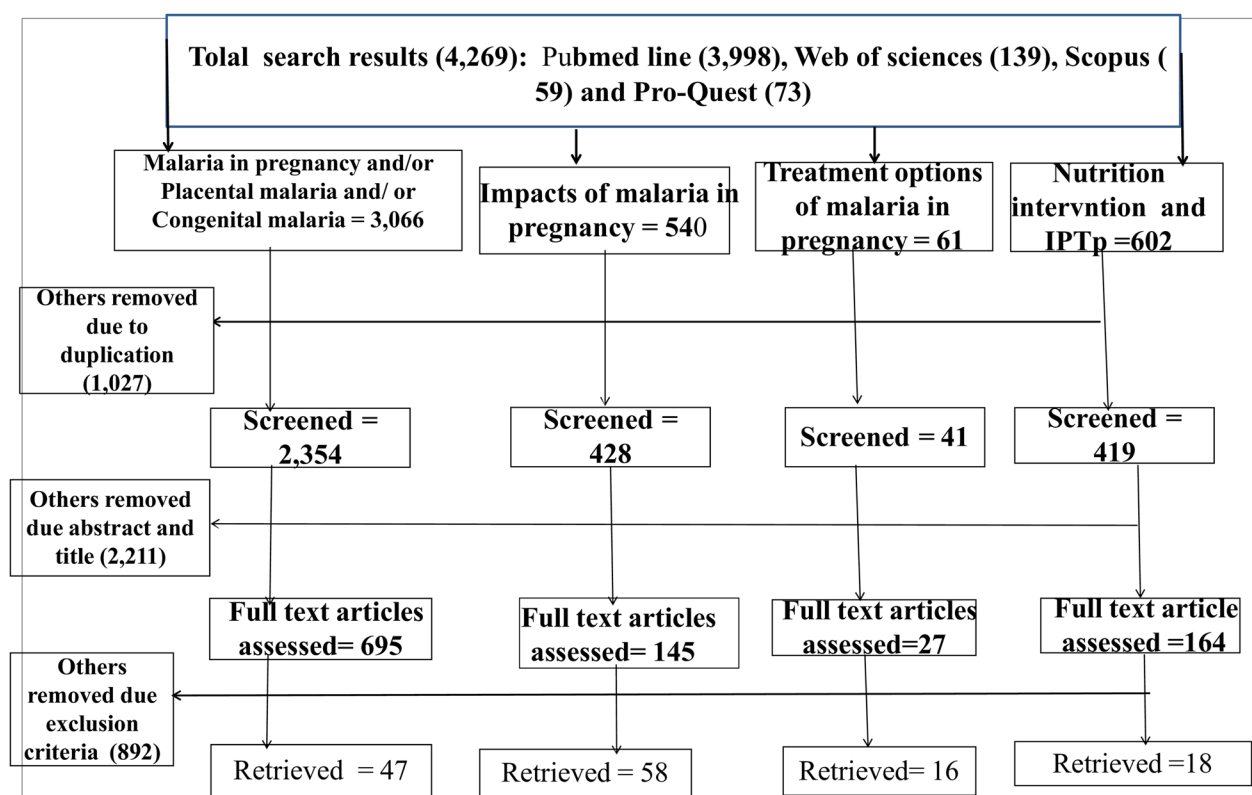 Tolal search results (4,269): Pubmed line (3,998), Web of sciences (139), Scopus (
59) and Pro-Quest (73)
Malaria in pregnancy and/or
Placental malaria and/ or
Congenital malaria = 3,066
Impacts of malaria in
pregnancy = 540
Treatment options
of malaria in
pregnancy = 61
Nutrition
intervntion and
IPTp =602
Others removed
due to
duplication
(1,027)
Screened =
2,354
Screened =
428
Screened = 41
Screened =
419
Others removed
due abstract and
title (2,211)
Full text articles
assessed= 695
Full text articles
assessed= 145
Full text articles
assessed=27
Full text article
assessed =164
Others
removed due
exclusion
criteria (892)
Retrieved = 47
Retrieved = 58
Retrieved= 16
Retrieved =18